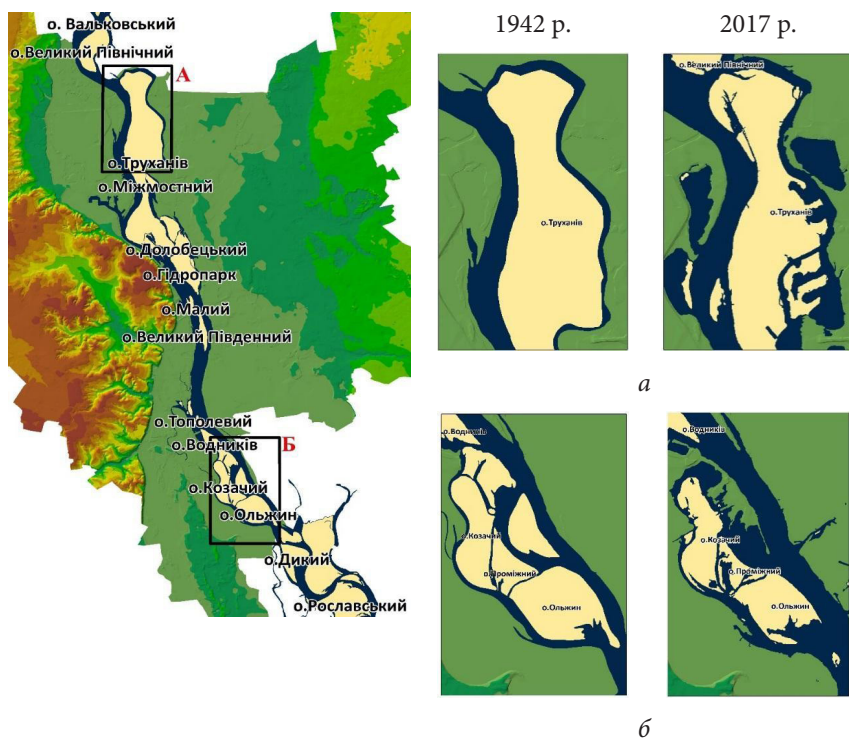 о. Вальковський
о.Великий Північний
А
о.Труханів
о.Міжмостний
о.Долобецький
о.Гідропарк
о.Малий
о.Великий Південний
о.Тополевий
о.Водників
Б
о.Козачий
о.Ольжин
о.Дикий
о.Рославський
1942 р.
2017 р.
о.Труханів
о.Великий Північний
о.Труханів
а
о.Водників
о.Козачий
о.Проміжний
о.Ольжин
о.Водників
о.Козачий
о.Проміжний
о.Ольжин
б